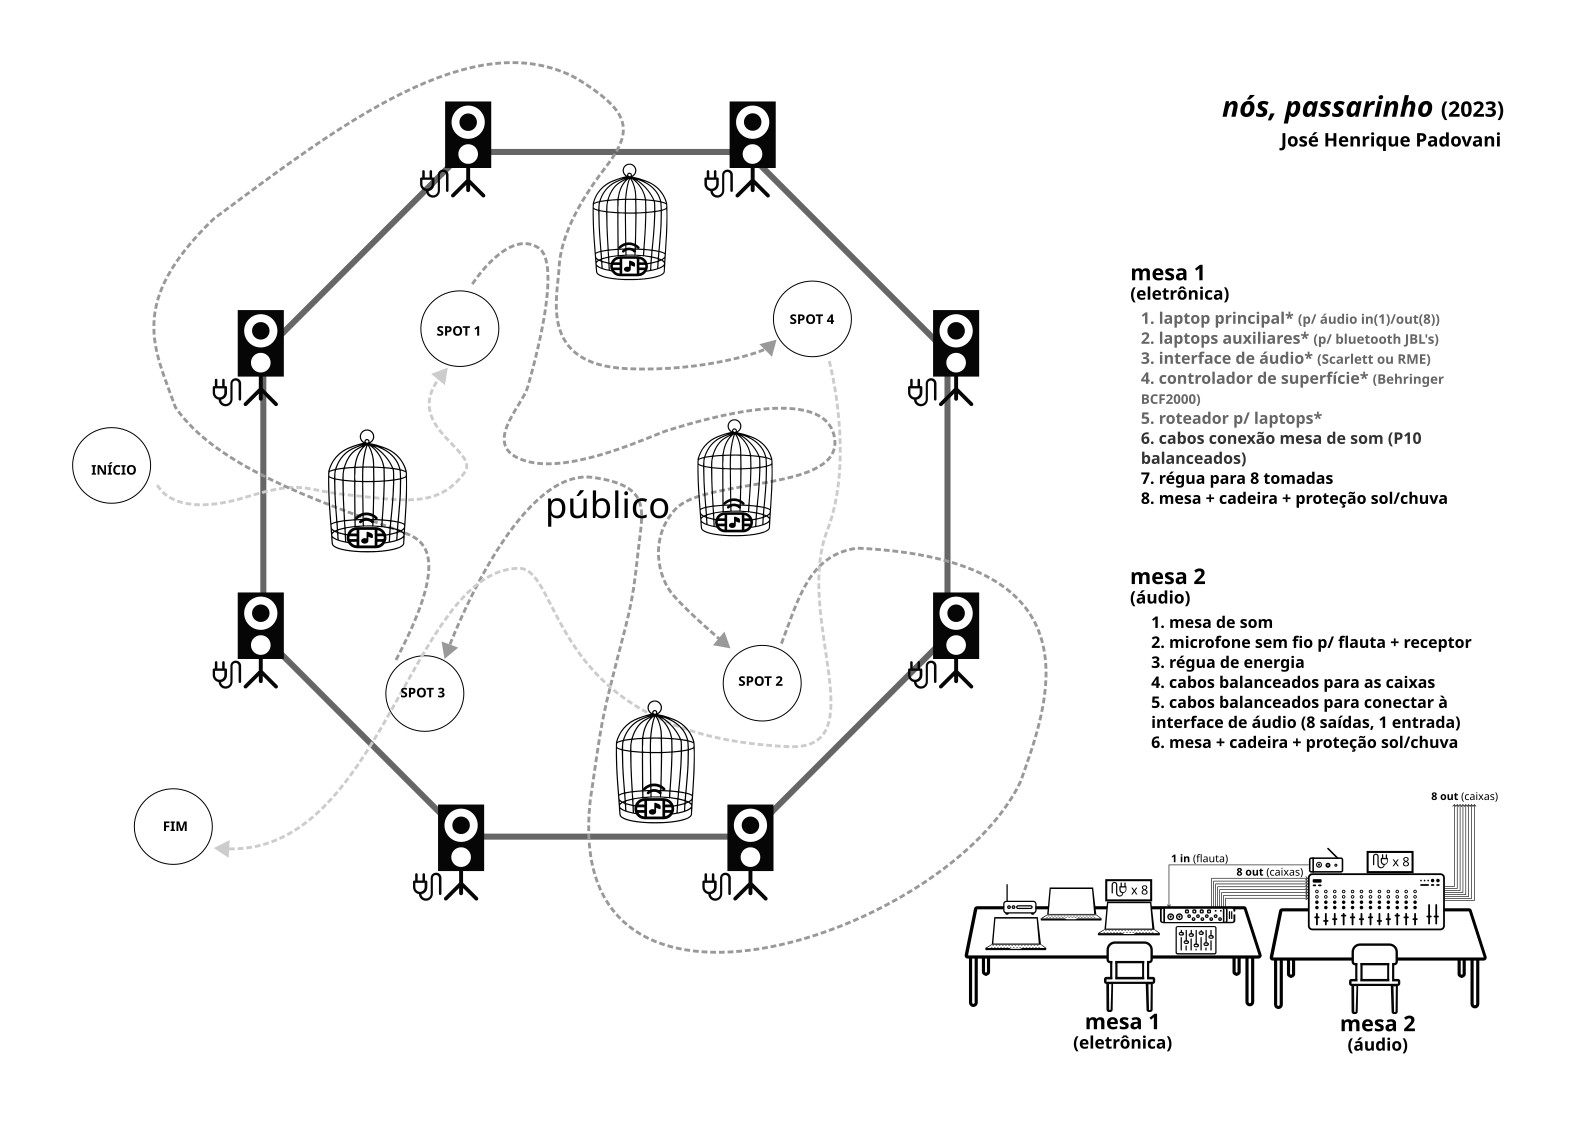 nós, passarinho (2023)
José Henrique Padovani
mesa 1
(eletrônica)
1. laptop principal* (p/ áudio in(1)/out(8))
2. laptops auxiliares* (p/ bluetooth JBL's)
3. interface de áudio* (Scarlett ou RME)
4. controlador de superfície* (Behringer
BCF2000)
5. roteador p/ laptops*
6. cabos conexão mesa de som (P10
balanceados)
7. régua para 8 tomadas
8. mesa + cadeira + proteção sol/chuva
SPOT 1
SPOT 4
INÍCIO
público
SPOT 3
SPOT 2
FIM
mesa 2
(áudio)
1. mesa de som
2. microfone sem fio p/ flauta + receptor
3. régua de energia
4. cabos balanceados para as caixas
5. cabos balanceados para conectar à
interface de áudio (8 saídas, 1 entrada)
6. mesa + cadeira + proteção sol/chuva
8 out (caixas)
1 in (flauta)
8 out (caixas)
x 8
x 8
mesa 1
(eletrônica)
mesa 2
(áudio)